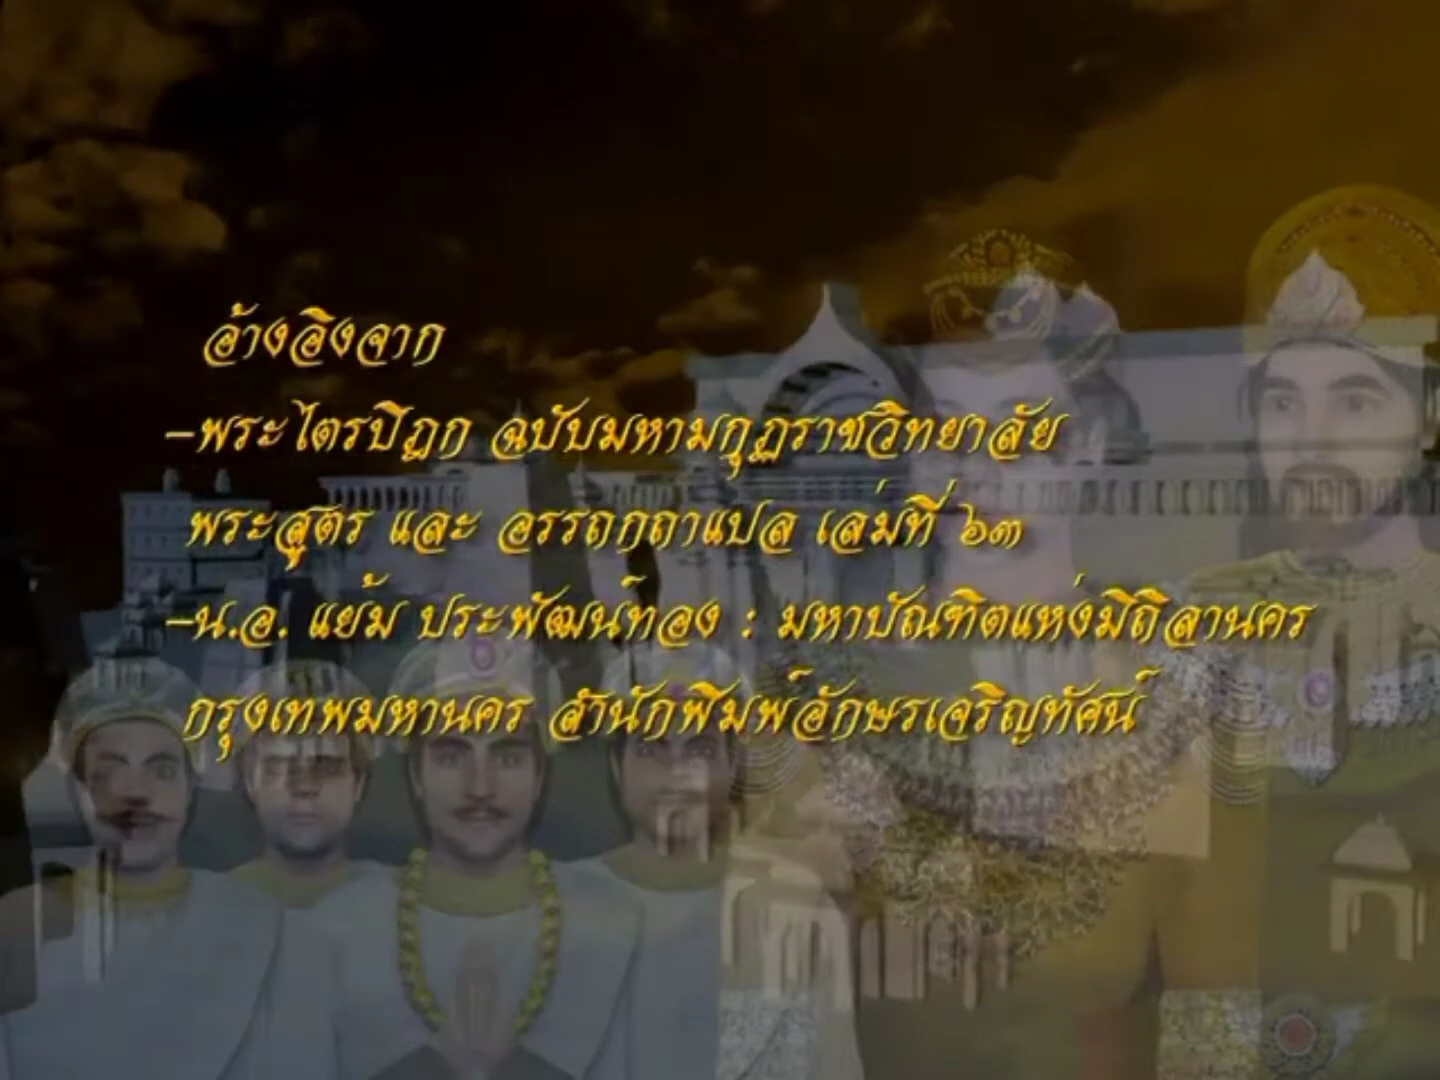 อ้างอิงจาก
-พระไตรปิฎก ฉบับมหามกุฏราชวิทยาลัย
พระสูตร และ อรรถกถาแปล เล่มที่ ๖๓
-น.อ. แย้ม ประพัฒน์ทอง : มหาบัณฑิตแห่งมิถิลานคร
กรุงเทพมหานคร สำนักพิมพ์อักษรเจริญทัศน์